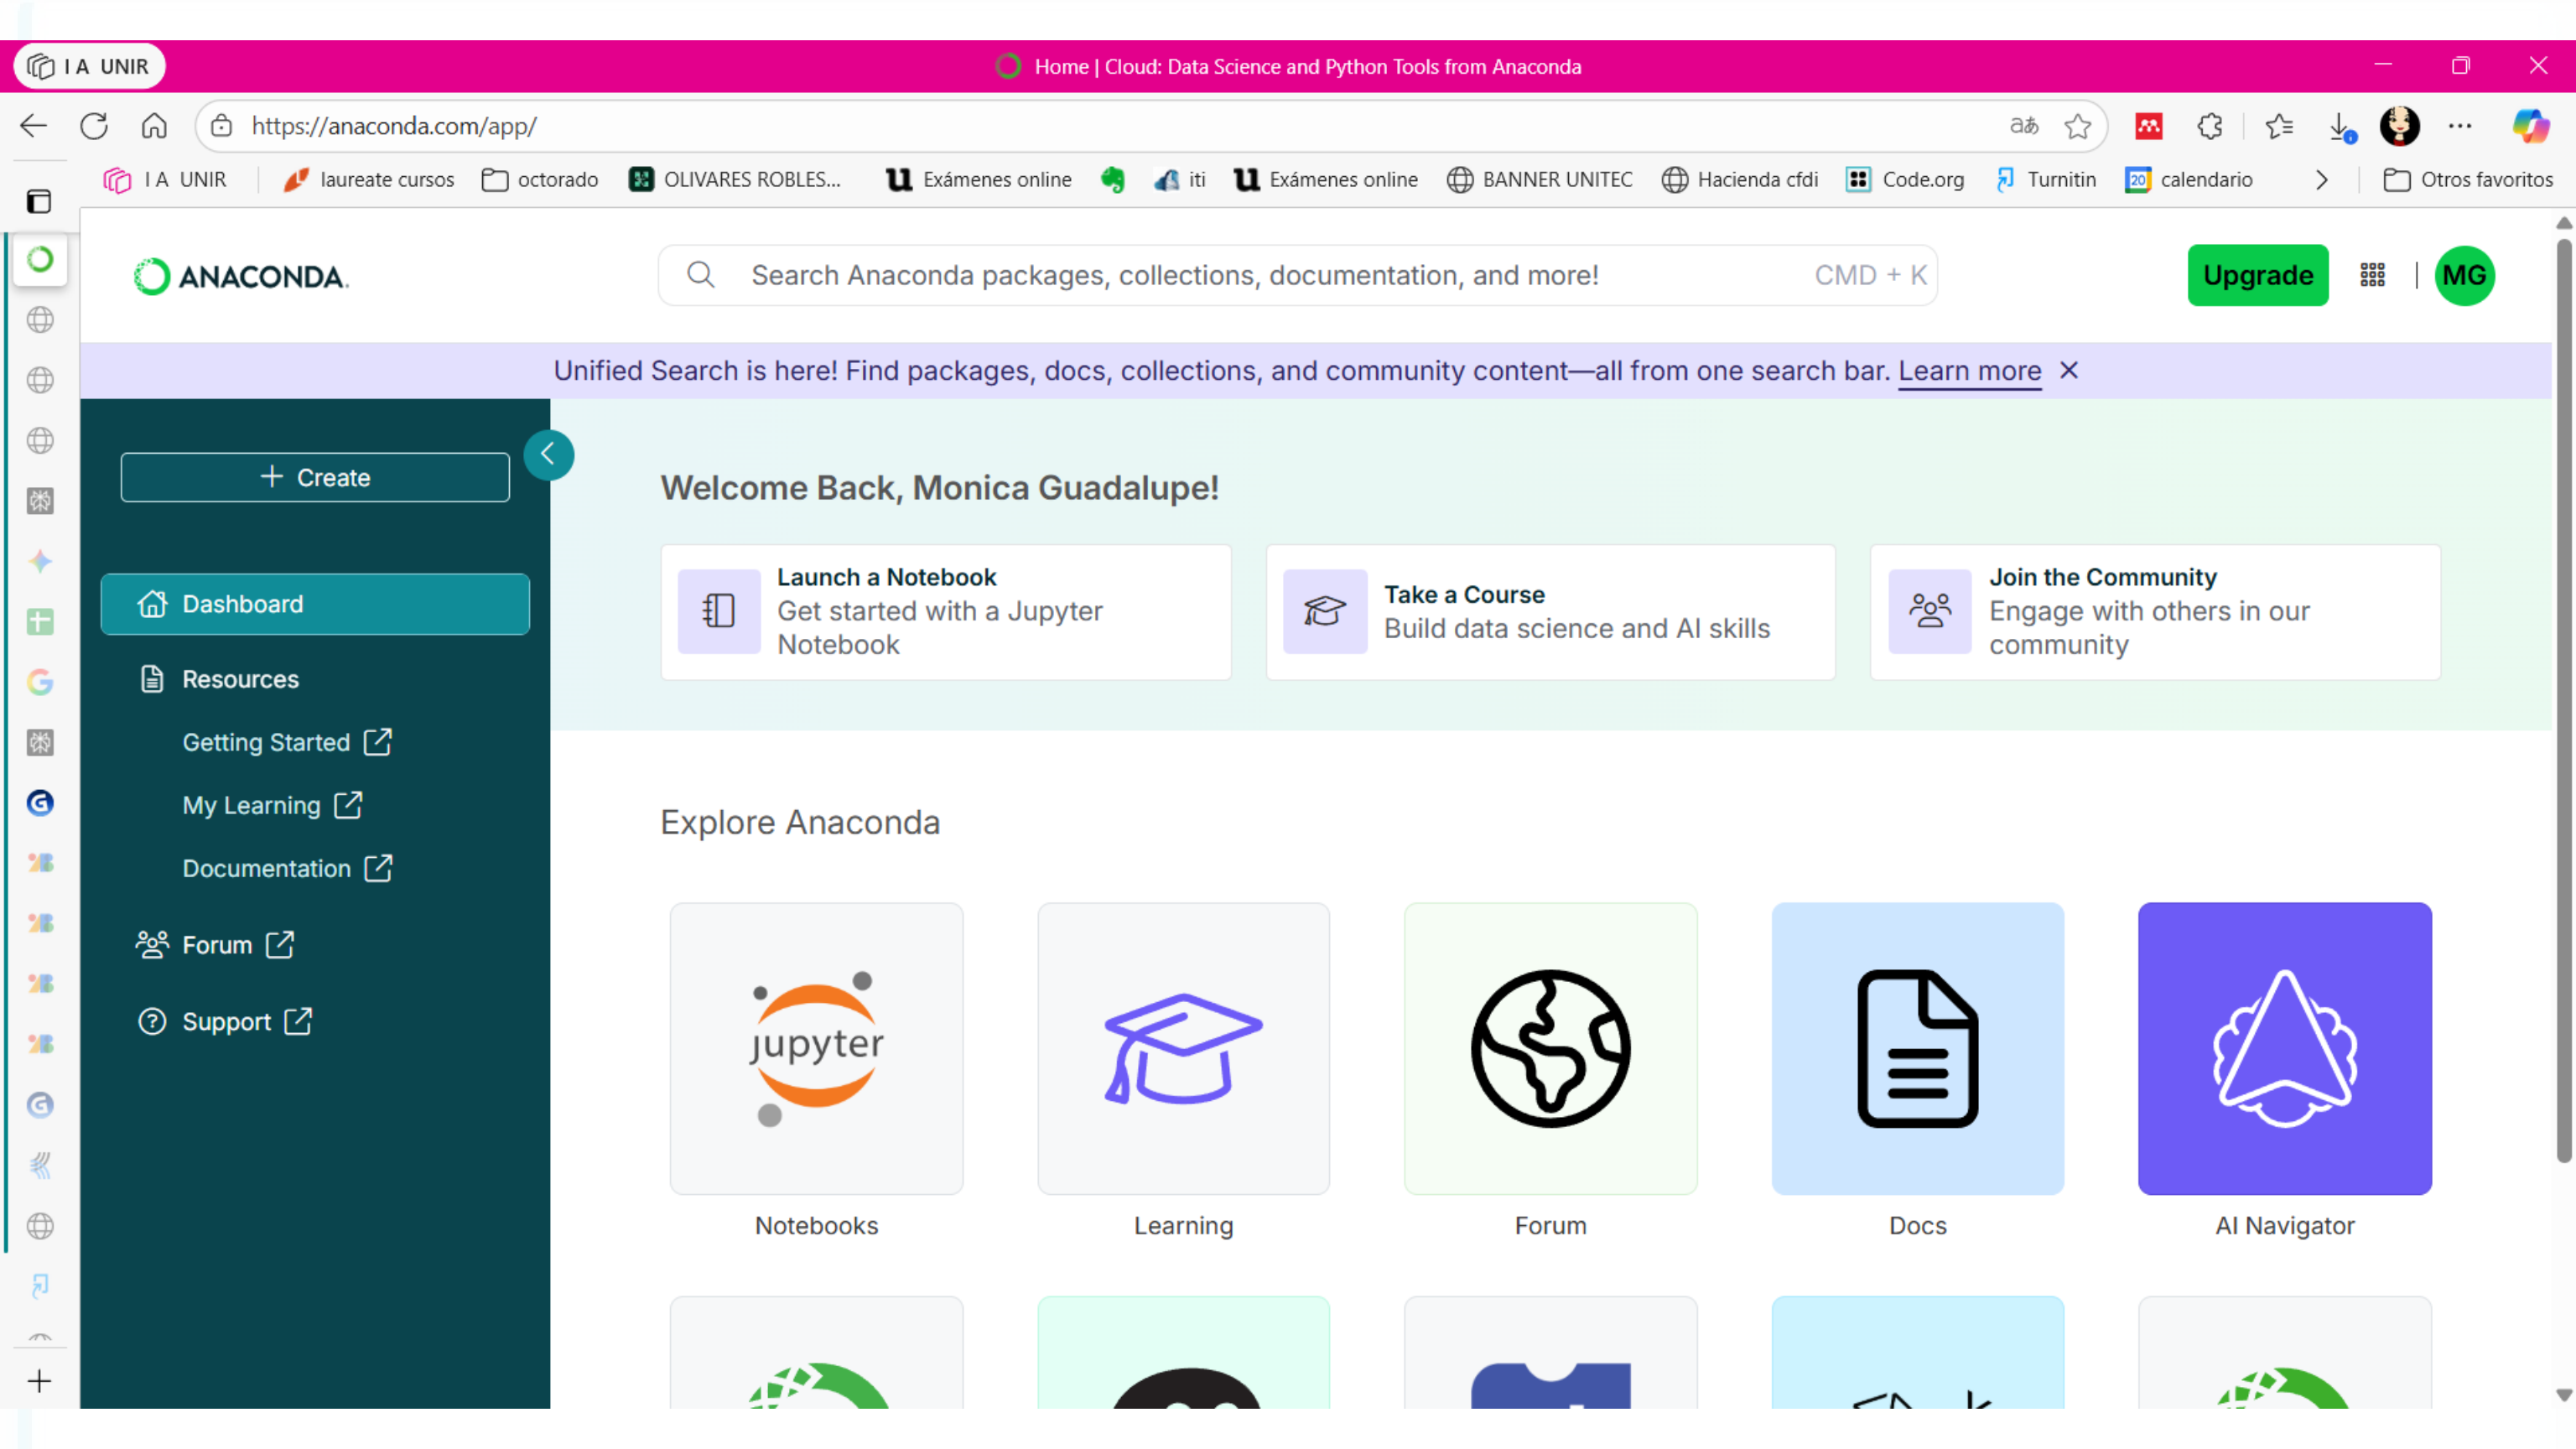 I A UNIR
Home | Cloud: Data Science and Python Tools from Anaconda
https://anaconda.com/app/
aあ
I A UNIR
laureate cursos
octorado
OLIVARES ROBLES...
Exámenes online
iti
Exámenes online
BANNER UNITEC
Hacienda cfdi
Code.org
Turnitin
20
calendario
Otros favoritos
ANACONDA.
Search Anaconda packages, collections, documentation, and more!
CMD + K
Upgrade
MG
Unified Search is here! Find packages, docs, collections, and community content—all from one search bar. Learn more
Create
Dashboard
Resources
Getting Started
My Learning
Documentation
Forum
Support
Welcome Back, Monica Guadalupe!
Launch a Notebook
Get started with a Jupyter
Notebook
Take a Course
Build data science and AI skills
Join the Community
Engage with others in our
community
Explore Anaconda
jupyter
Notebooks
Learning
Forum
Docs
AI Navigator